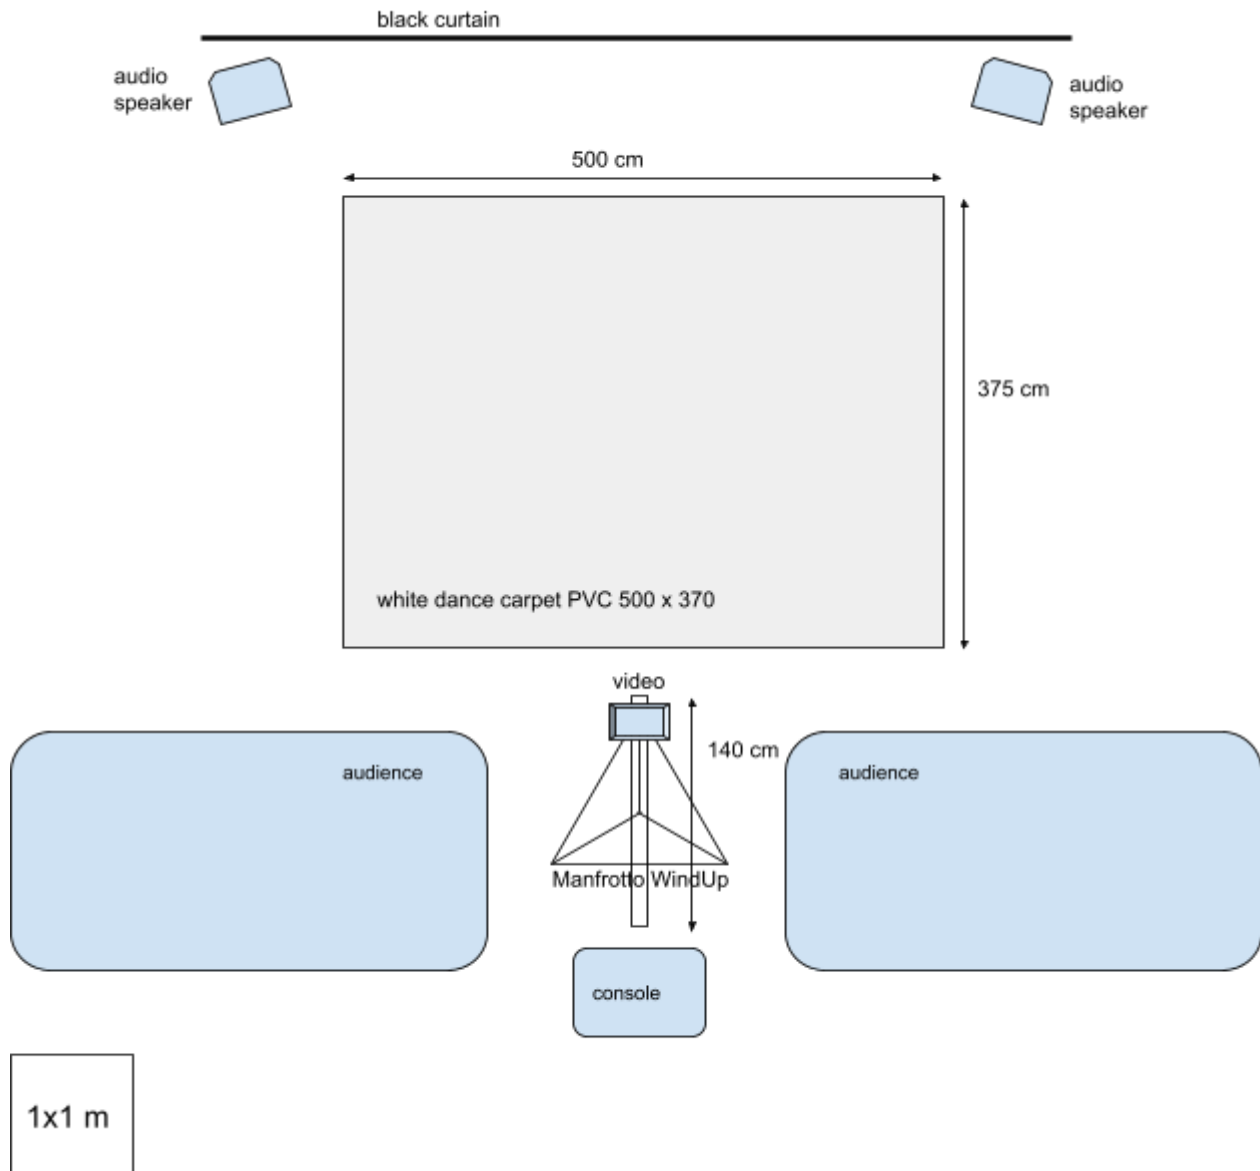 black curtain
audio
speaker
audio
speaker
500 cm
375 cm
white dance carpet PVC 500 x 370
video
140 cm
audience
audience
Manfrotto WindUp
console
1x1 m